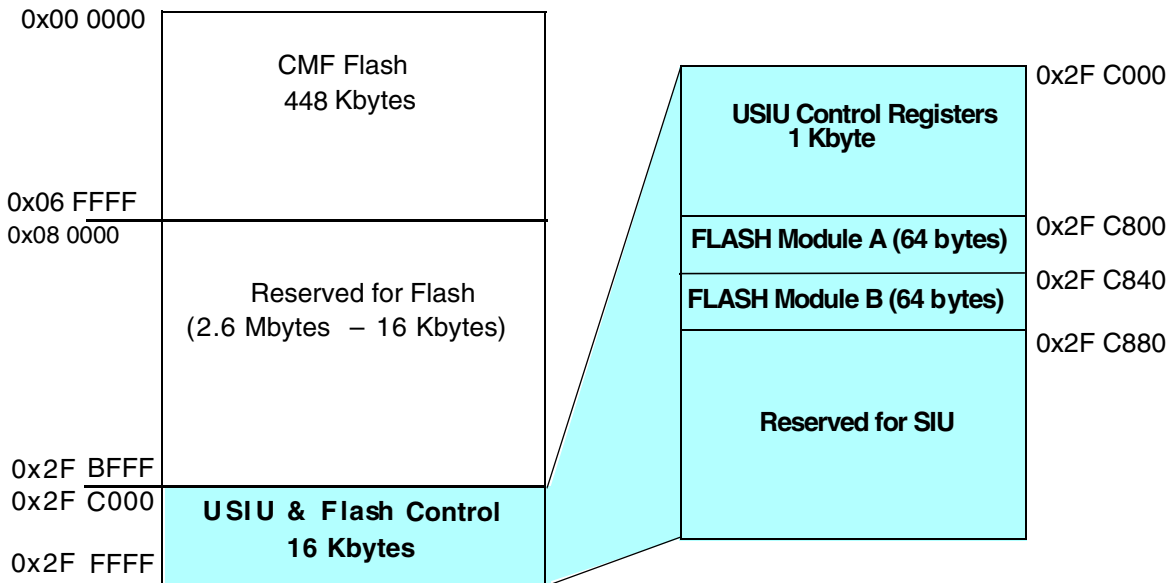 0x00 0000
CMF Flash
448 Kbytes
0x06 FFFF
0x08 0000
Reserved for Flash
(2.6 Mbytes – 16 Kbytes)
0x2F BFFF
0x2F C000
USIU & Flash Control
16 Kbytes
0x2F FFFF
0x2F C000
USIU Control Registers
1 Kbyte
0x2F C800
FLASH Module A (64 bytes)
0x2F C840
FLASH Module B (64 bytes)
0x2F C880
Reserved for SIU